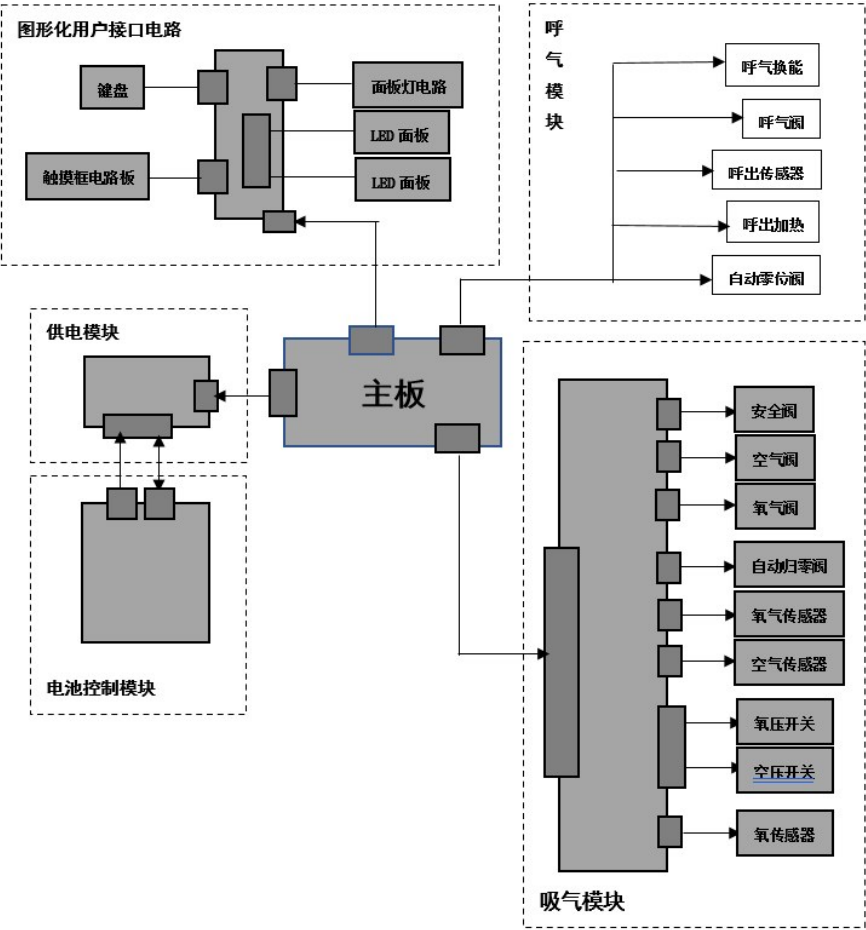 图形化用户接口电路
键盘
面板灯电路
LED 面板
触摸框电路板
LED 面板
呼
气
模
块
呼气换能
呼气阀
呼出传感器
呼出加热
自动零位阀
供电模块
主板
电池控制模块
安全阀
空气阀
氧气阀
自动归零阀
氧气传感器
空气传感器
氧压开关
空压开关
氧传感器
吸气模块